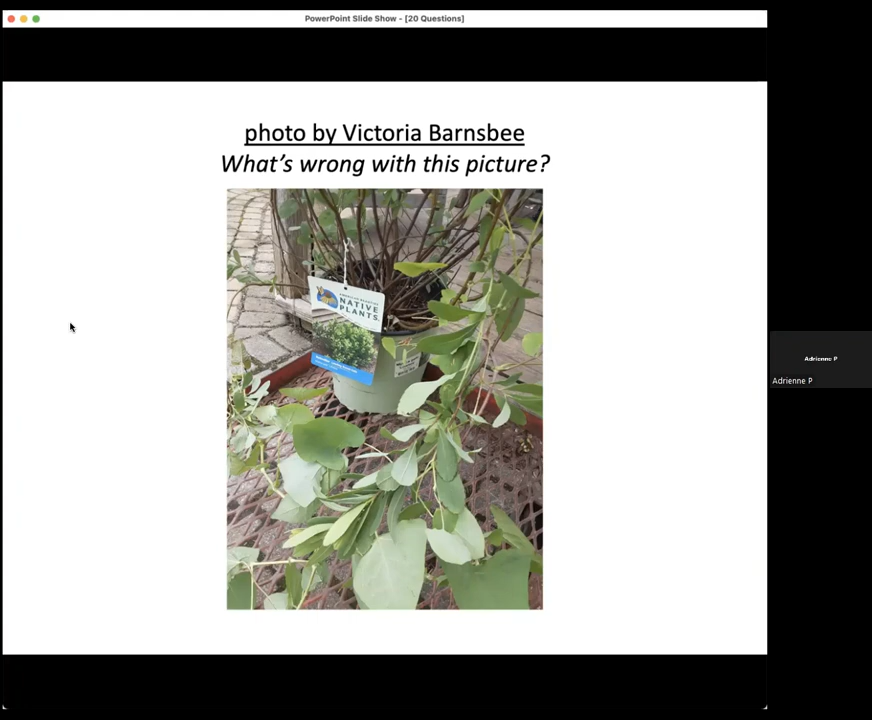 PowerPoint Slide Show - [20 Questions]
photo by Victoria Barnsbee
What's wrong with this picture?
NATIVE
PLANTS
Adrienne P
Adrienne P